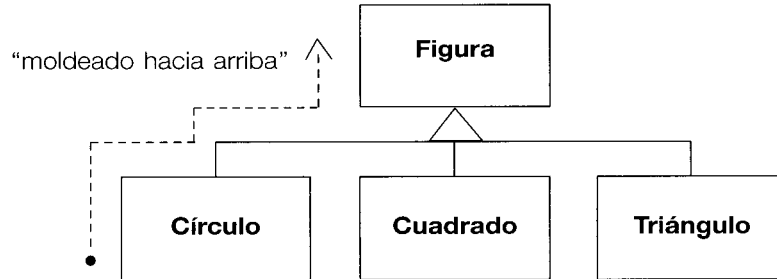 Figura
“moldeado hacia arriba”
Círculo
Cuadrado
Triángulo